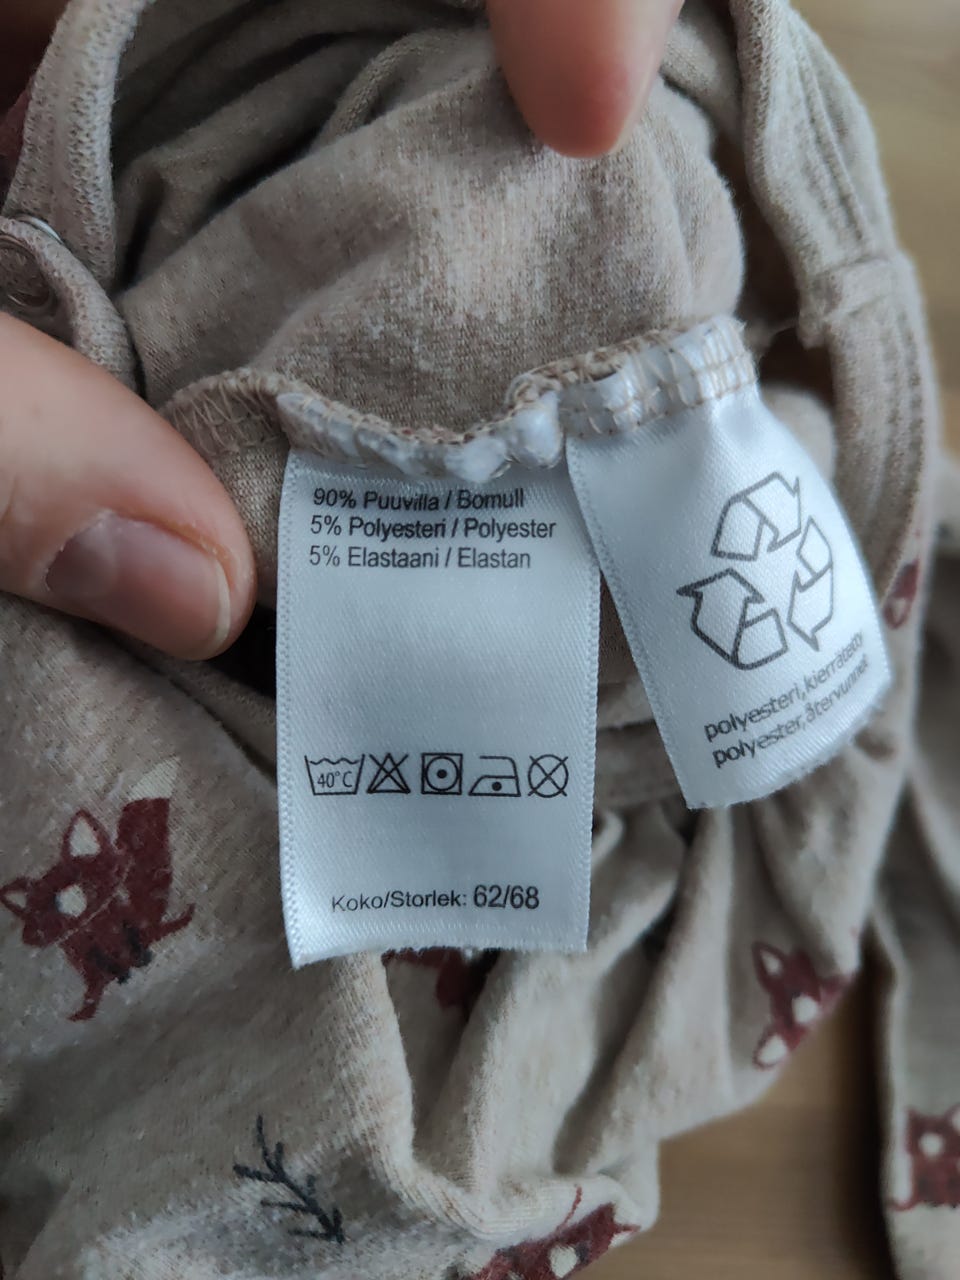 90% Puuvilla / Bomull
5% Polyesteri / Polyester
5% Elastaani / Elastan
40°C
Koko/Storlek: 62/68
polyesteri, kierrätetty
polyester, återvunnet